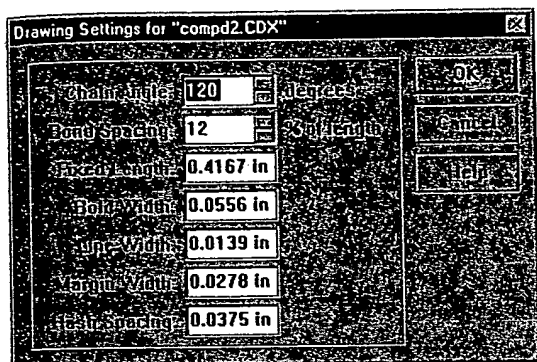 Drawing Settings for "compd2.CDX"
Chain Angle: 120 degrees
Bond Spacing: 12 % of length
Fixed Length: 0.4167 in
Bold Width: 0.0556 in
Line Width: 0.0139 in
Margin Width: 0.0278 in
Hash Spacing: 0.0375 in
OK
Cancel
Help